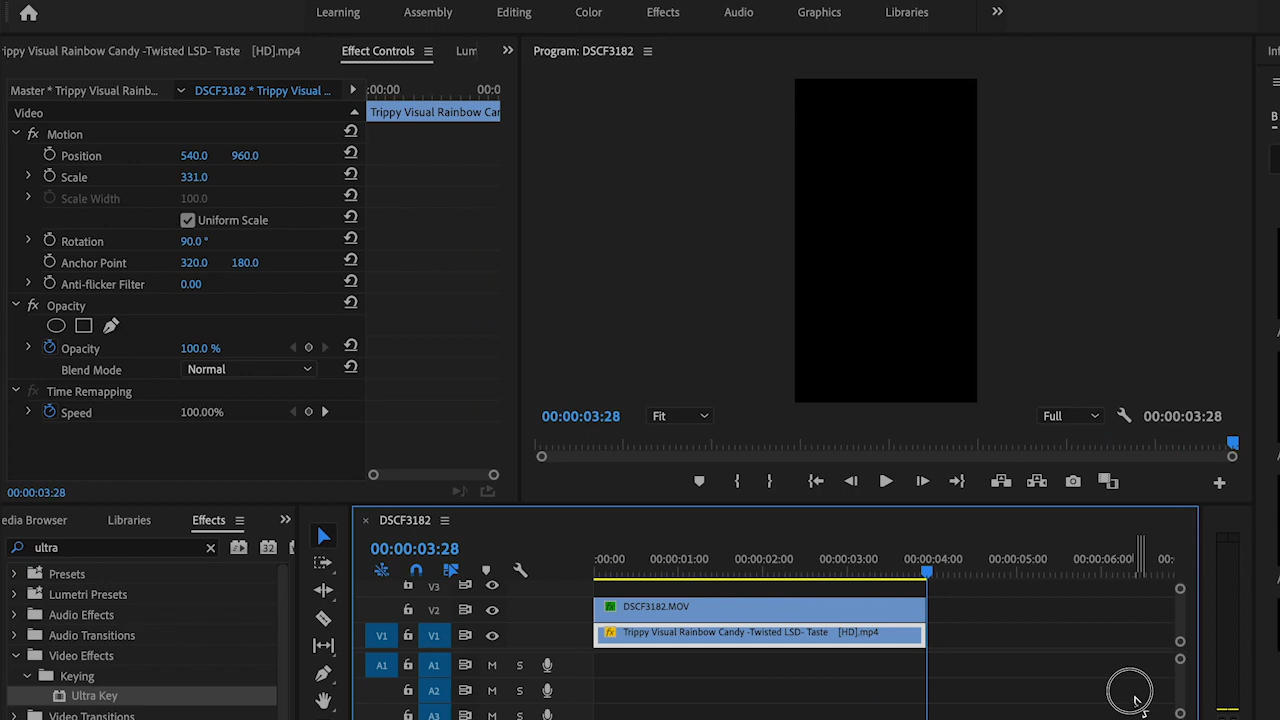 Learning Assembly Editing Color Effects Audio Graphics Libraries
rippy Visual Rainbow Candy -Twisted LSD- Taste [HD].mp4 Effect Controls Lum
Program: DSCF3182
Master * Trippy Visual Rainb... DSCF3182 * Trippy Visual ...
:00:00 00:0
Video
Trippy Visual Rainbow Car
Motion
Position 540.0 960.0
Scale 331.0
Scale Width 100.0
Uniform Scale
Rotation 90.0 °
Anchor Point 320.0 180.0
Anti-flicker Filter 0.00
Opacity
Opacity 100.0 %
Blend Mode Normal
Time Remapping
Speed 100.00%
00:00:03:28
00:00:03:28 Fit Full 00:00:03:28
edia Browser Libraries Effects
ultra
32
Presets
Lumetri Presets
Audio Effects
Audio Transitions
Video Effects
Keying
Ultra Key
Video Transitions
DSCF3182
00:00:03:28
:00:00 00:00:01:00 00:00:02:00 00:00:03:00 00:00:04:00 00:00:05:00 00:00:06:00 00:
V3
V2 DSCF3182.MOV
V1 V1 Trippy Visual Rainbow Candy -Twisted LSD- Taste [HD].mp4
A1 A1 M S
A2 M S
A3 M S